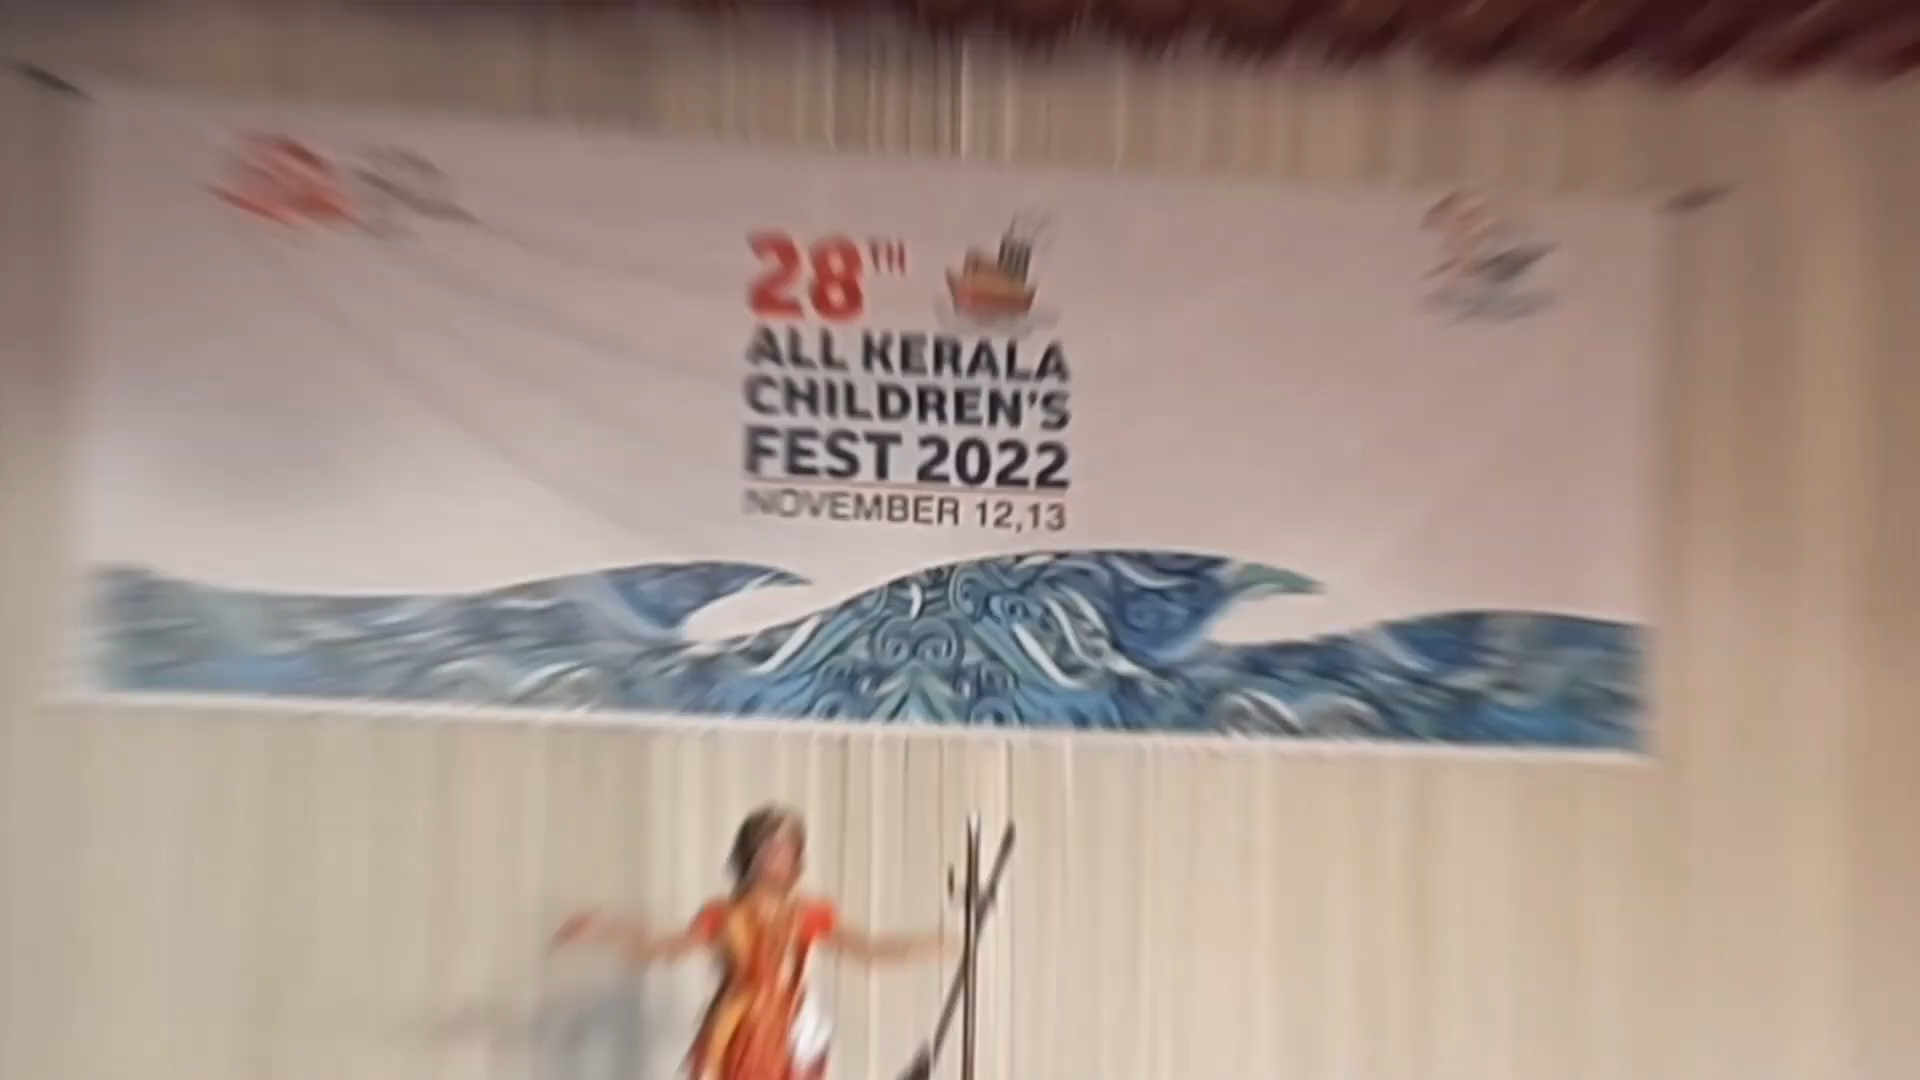 28TH
ALL KERALA
CHILDREN'S
FEST 2022
NOVEMBER 12,13